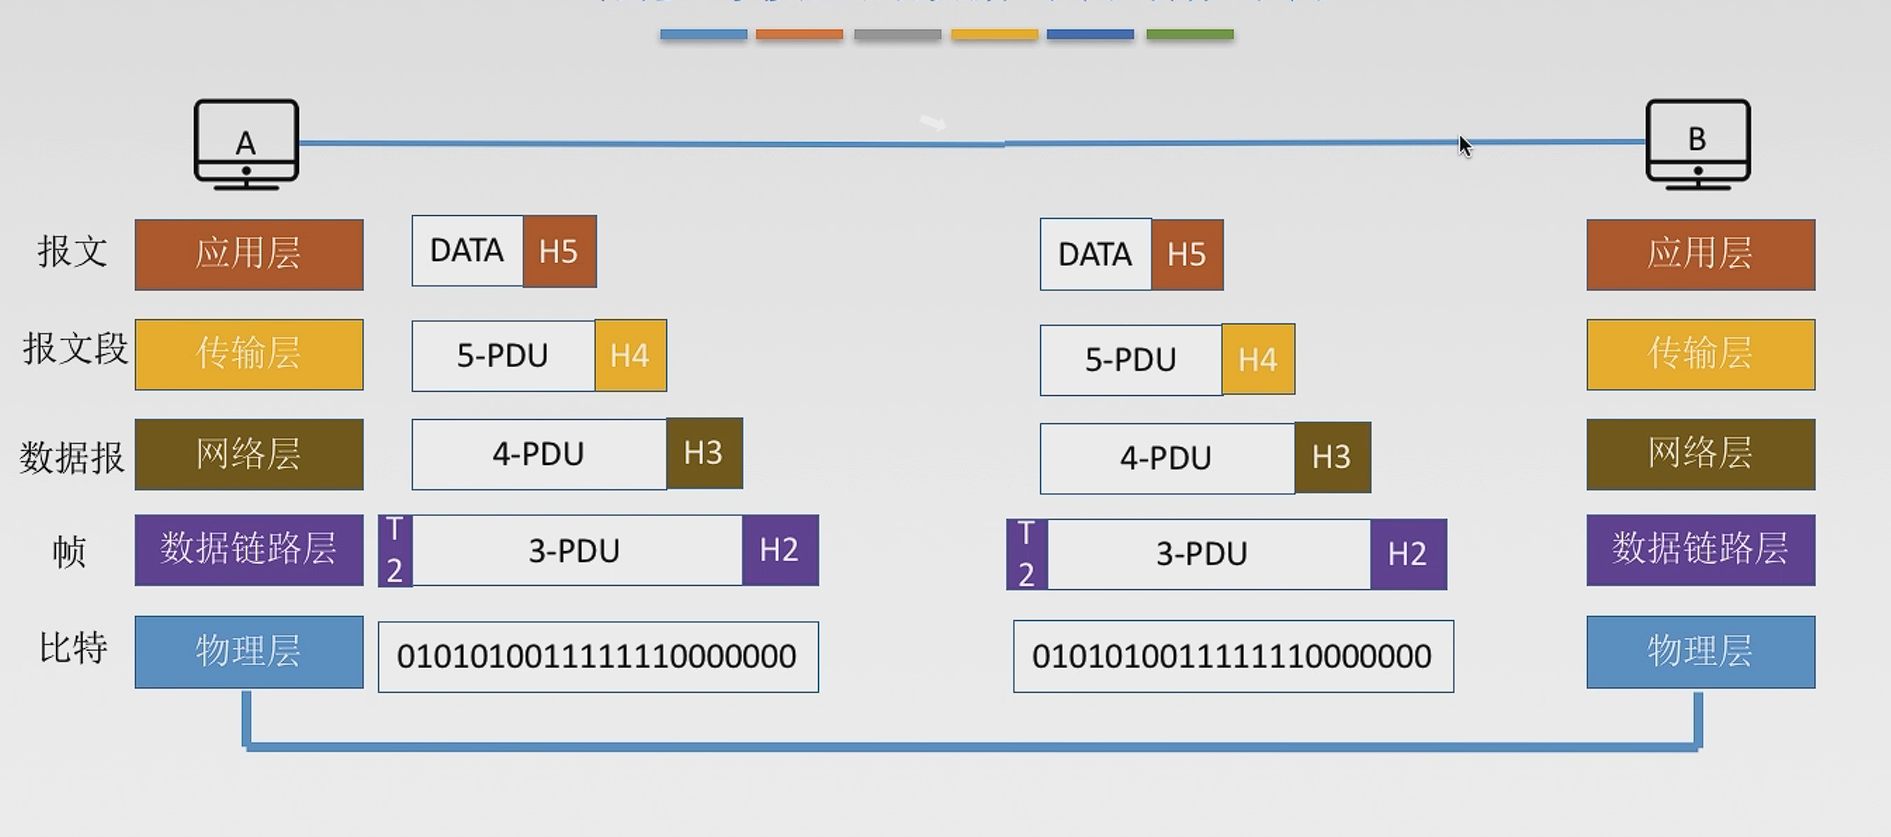 A
B
报文
应用层
DATA
H5
DATA
H5
应用层
报文段
传输层
5-PDU
H4
5-PDU
H4
传输层
数据报
网络层
4-PDU
H3
4-PDU
H3
网络层
帧
数据链路层
T
2
3-PDU
H2
T
2
3-PDU
H2
数据链路层
比特
物理层
0101010011111110000000
0101010011111110000000
物理层